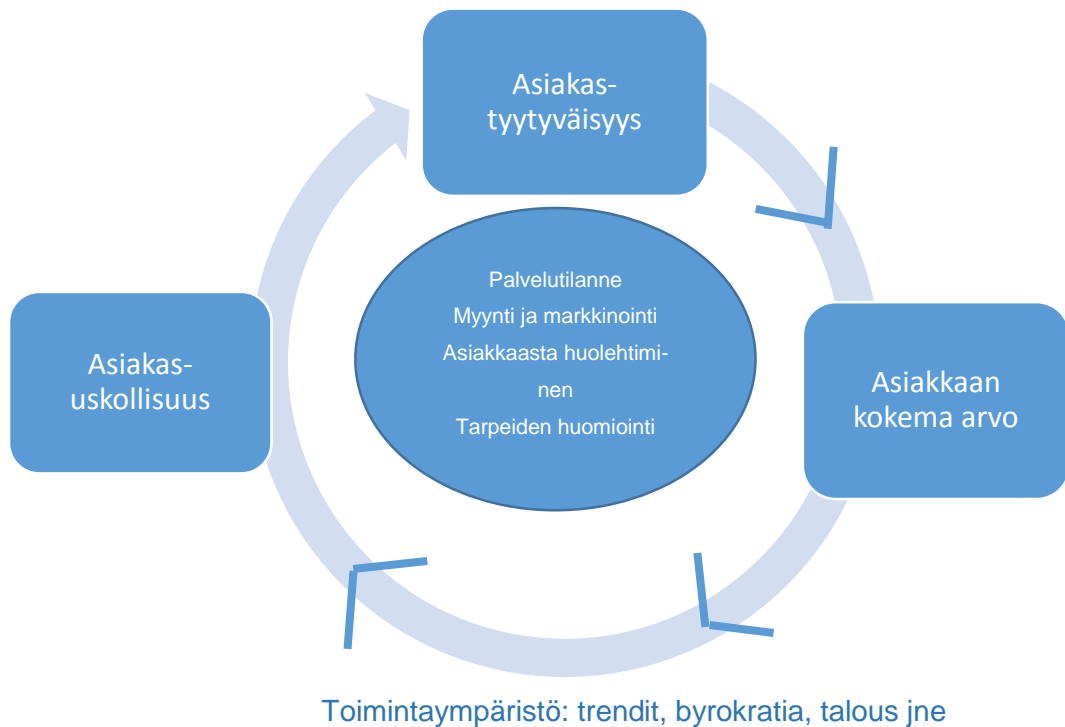 Asiakas-
tyytyväisyys
Palvelutilanne
Myynti ja markkinointi
Asiakkaasta huolehtimi-
nen
Tarpeiden huomiointi
Asiakas-
uskollisuus
Asiakkaan
kokema arvo
Toimintaympäristö: trendit, byrokratia, talous jne